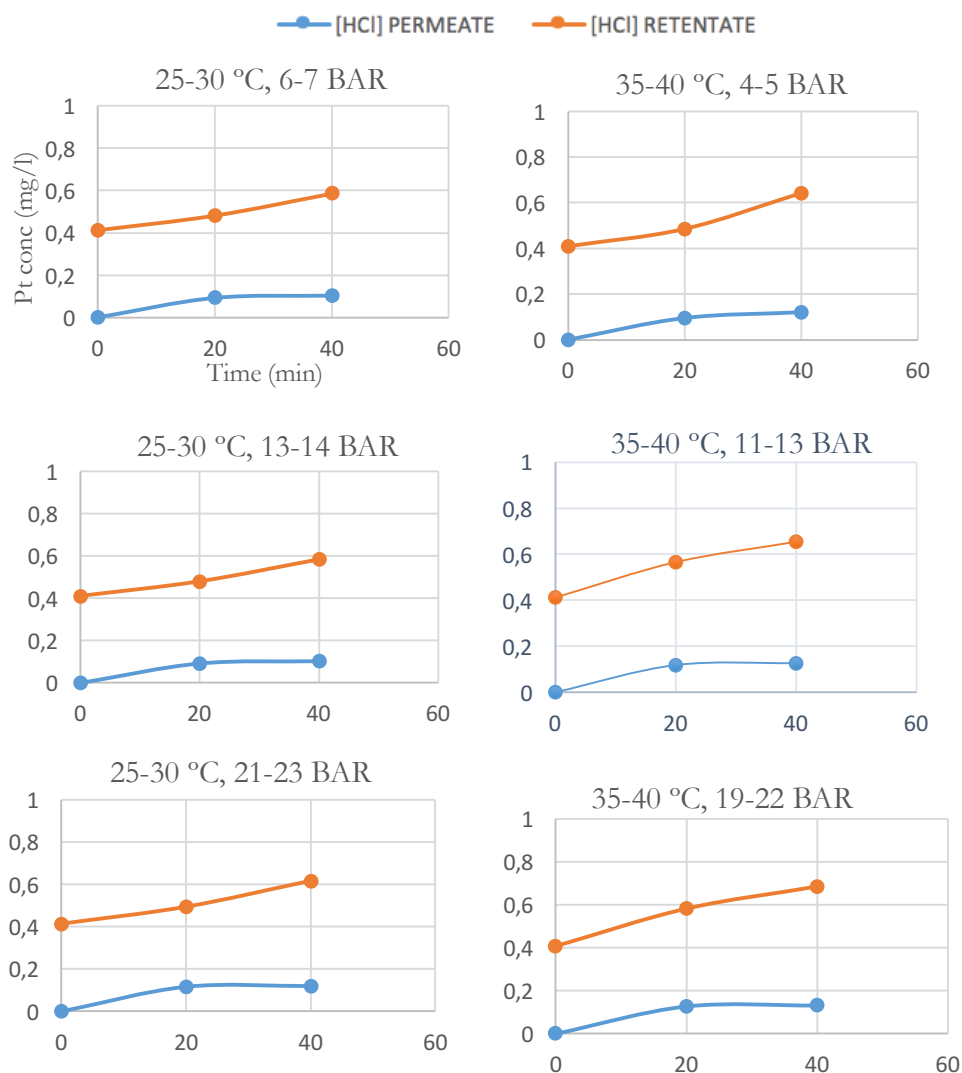 [HCl] PERMEATE [HCl] RETENTATE
25-30 ºC, 6-7 BAR
1
0,8
0,6
0,4
0,2
0
Pt conc (mg/l)
0 20 40 60
Time (min)
35-40 ºC, 4-5 BAR
1
0,8
0,6
0,4
0,2
0
0 20 40 60
25-30 ºC, 13-14 BAR
1
0,8
0,6
0,4
0,2
0
0 20 40 60
35-40 ºC, 11-13 BAR
1
0,8
0,6
0,4
0,2
0
0 20 40 60
25-30 ºC, 21-23 BAR
1
0,8
0,6
0,4
0,2
0
0 20 40 60
35-40 ºC, 19-22 BAR
1
0,8
0,6
0,4
0,2
0
0 20 40 60